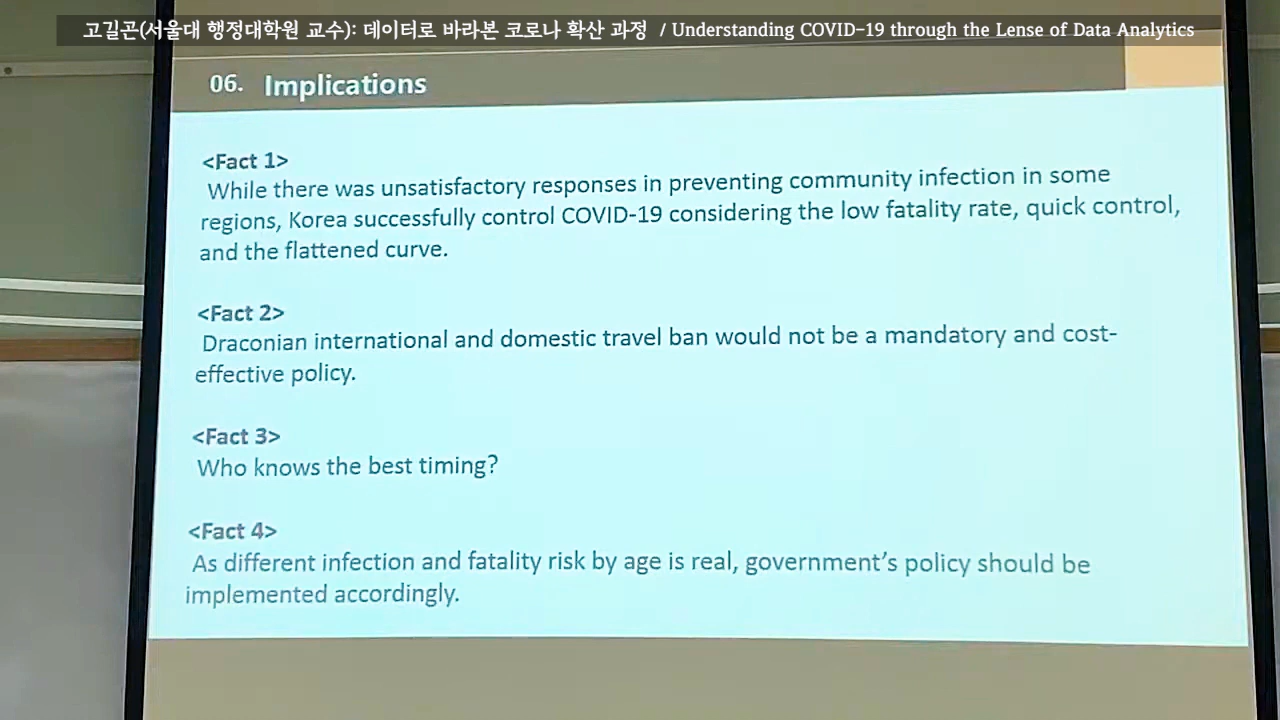 고길곤(서울대 행정대학원 교수): 데이터로 바라본 코로나 확산 과정 / Understanding COVID-19 through the Lense of Data Analytics
06. Implications
<Fact 1>
While there was unsatisfactory responses in preventing community infection in some
regions, Korea successfully control COVID-19 considering the low fatality rate, quick control,
and the flattened curve.
<Fact 2>
Draconian international and domestic travel ban would not be a mandatory and cost-
effective policy.
<Fact 3>
Who knows the best timing?
<Fact 4>
As different infection and fatality risk by age is real, government's policy should be
implemented accordingly.